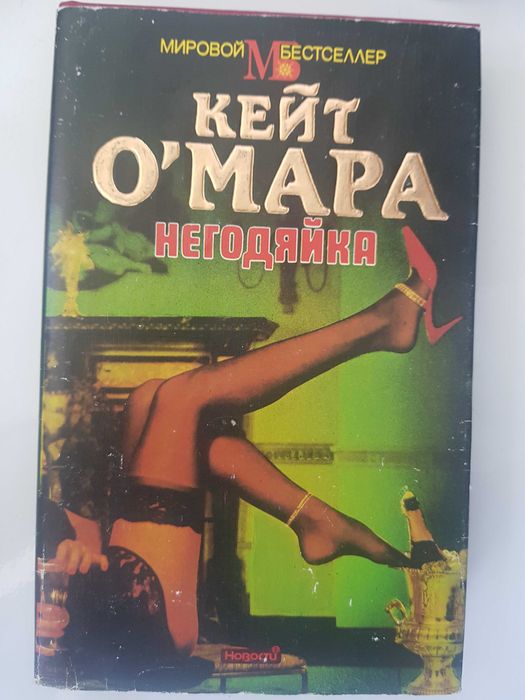 МИРОВОЙ МБ БЕСТСЕЛЛЕР
КЕЙТ
О'МАРА
НЕГОДЯЙКА
Новости